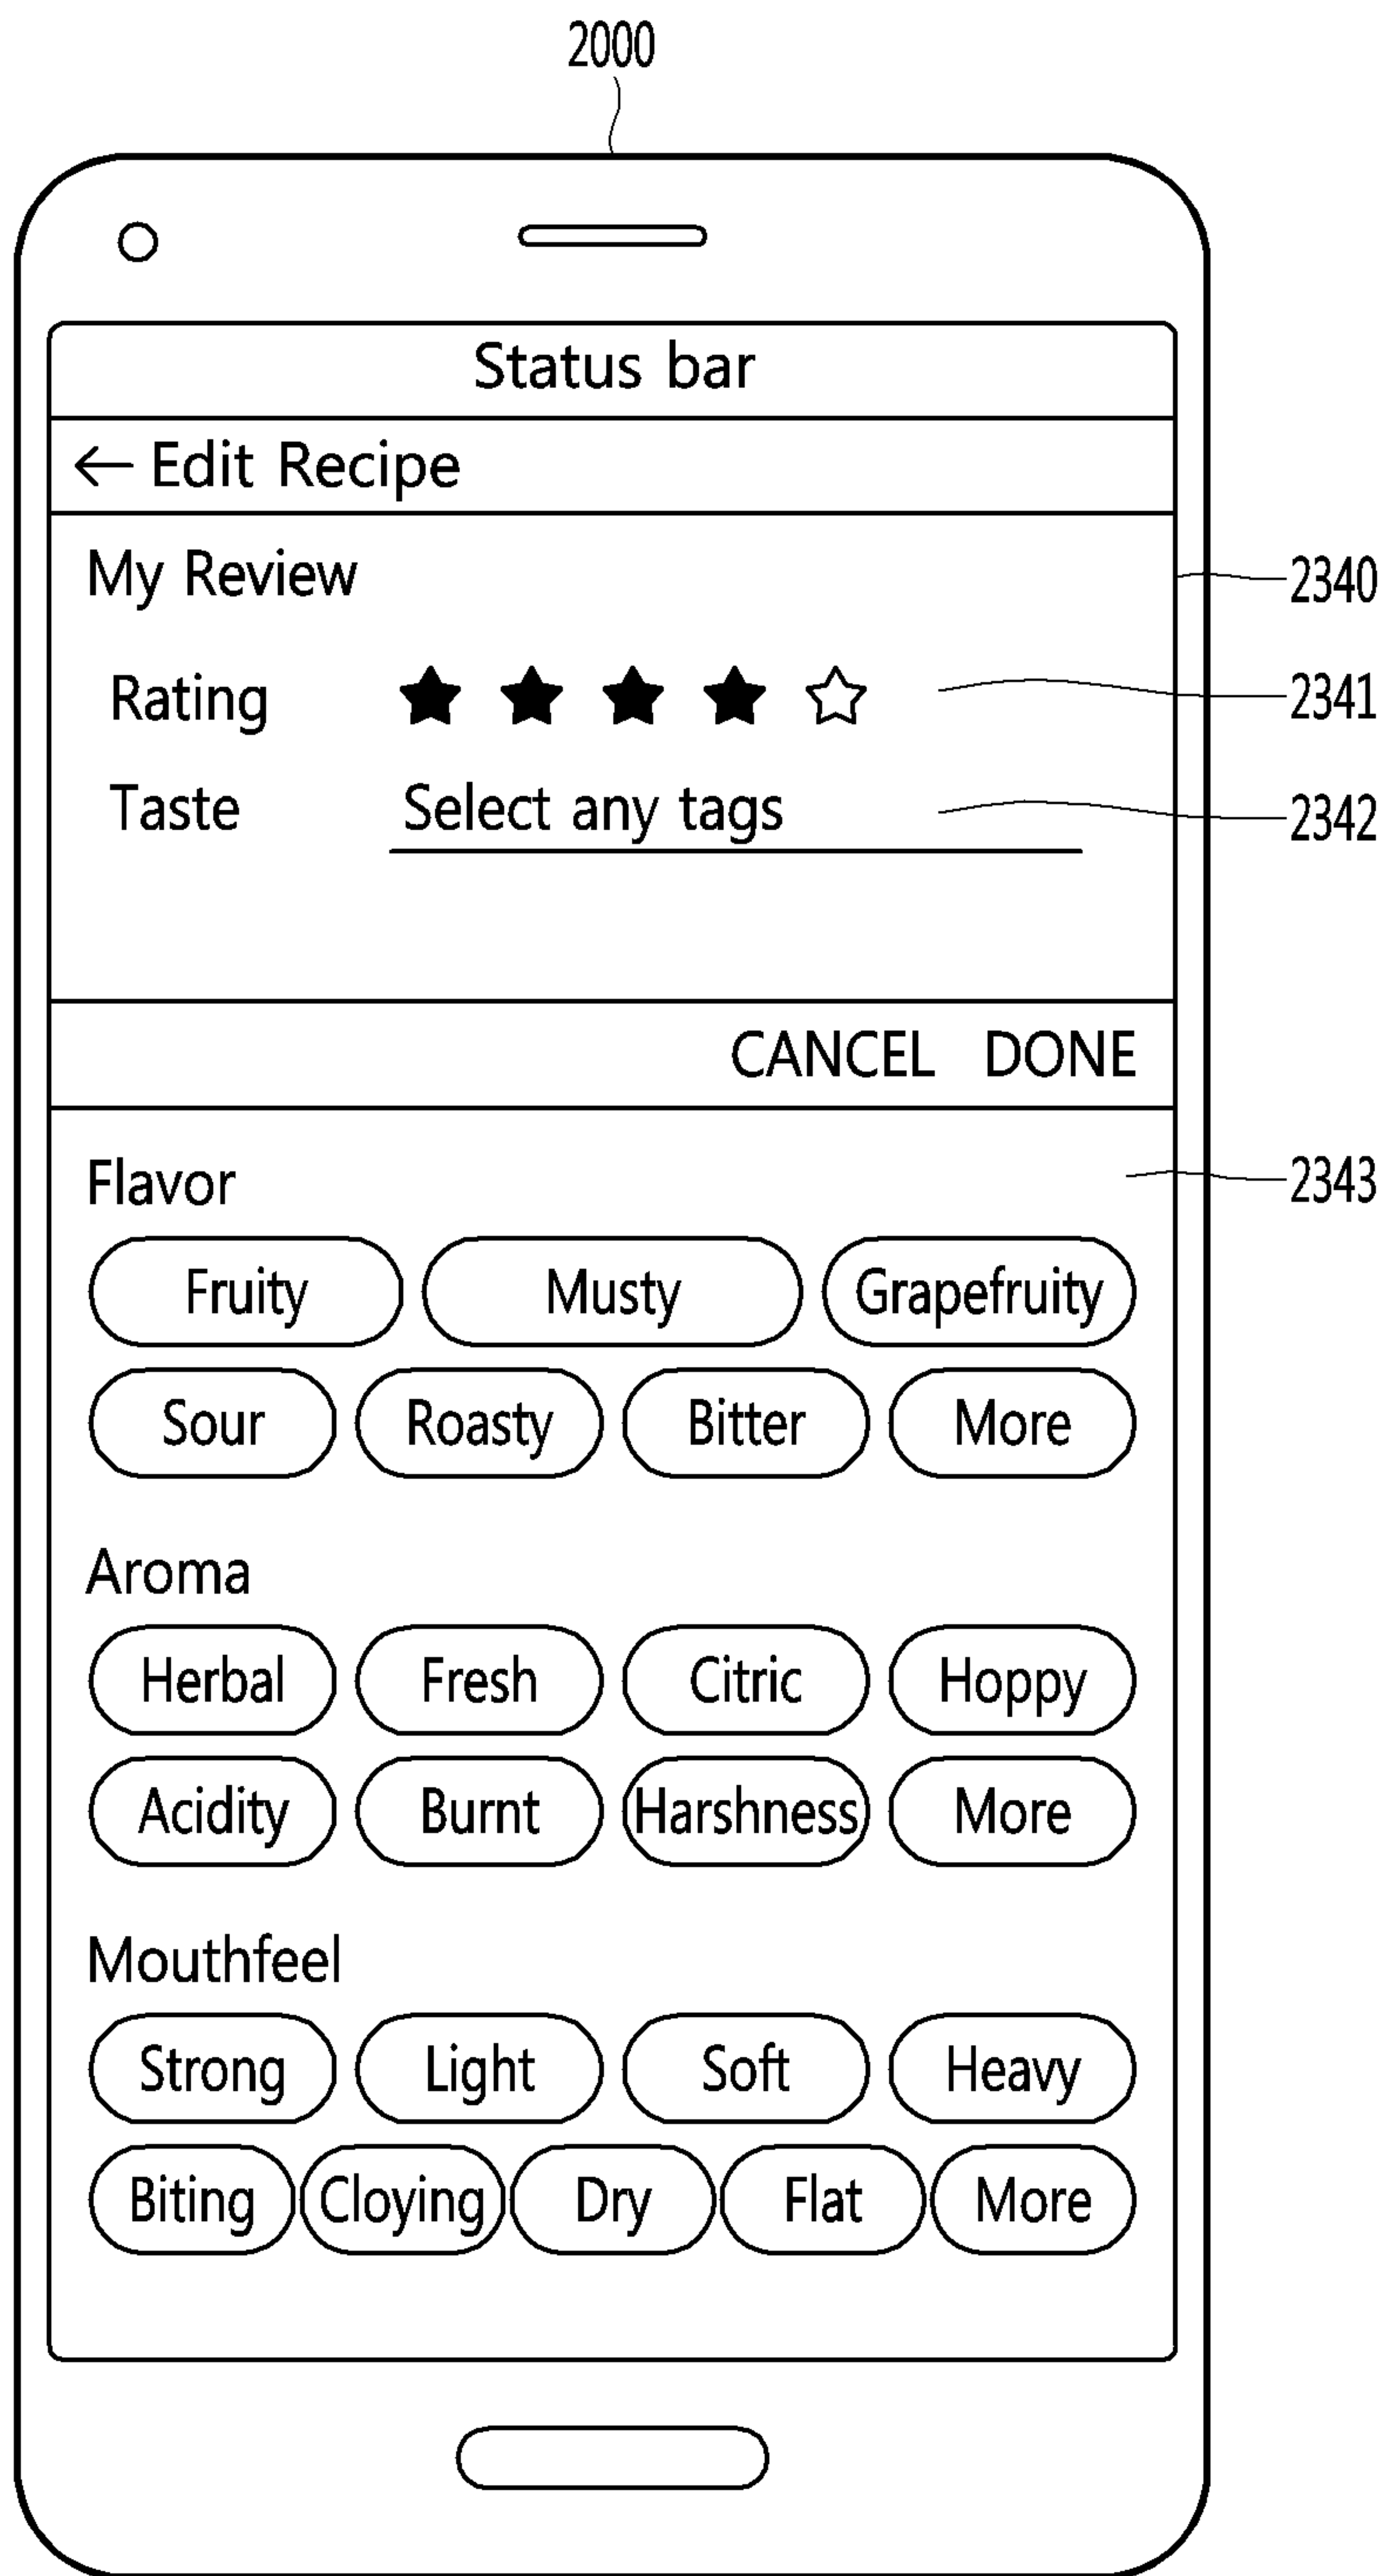 2000
Status bar
← Edit Recipe
My Review
2340
Rating ★ ★ ★ ★ ☆ 2341
Taste Select any tags 2342
CANCEL DONE
Flavor 2343
Fruity Musty Grapefruity
Sour Roasty Bitter More
Aroma
Herbal Fresh Citric Hoppy
Acidity Burnt Harshness More
Mouthfeel
Strong Light Soft Heavy
Biting Cloying Dry Flat More